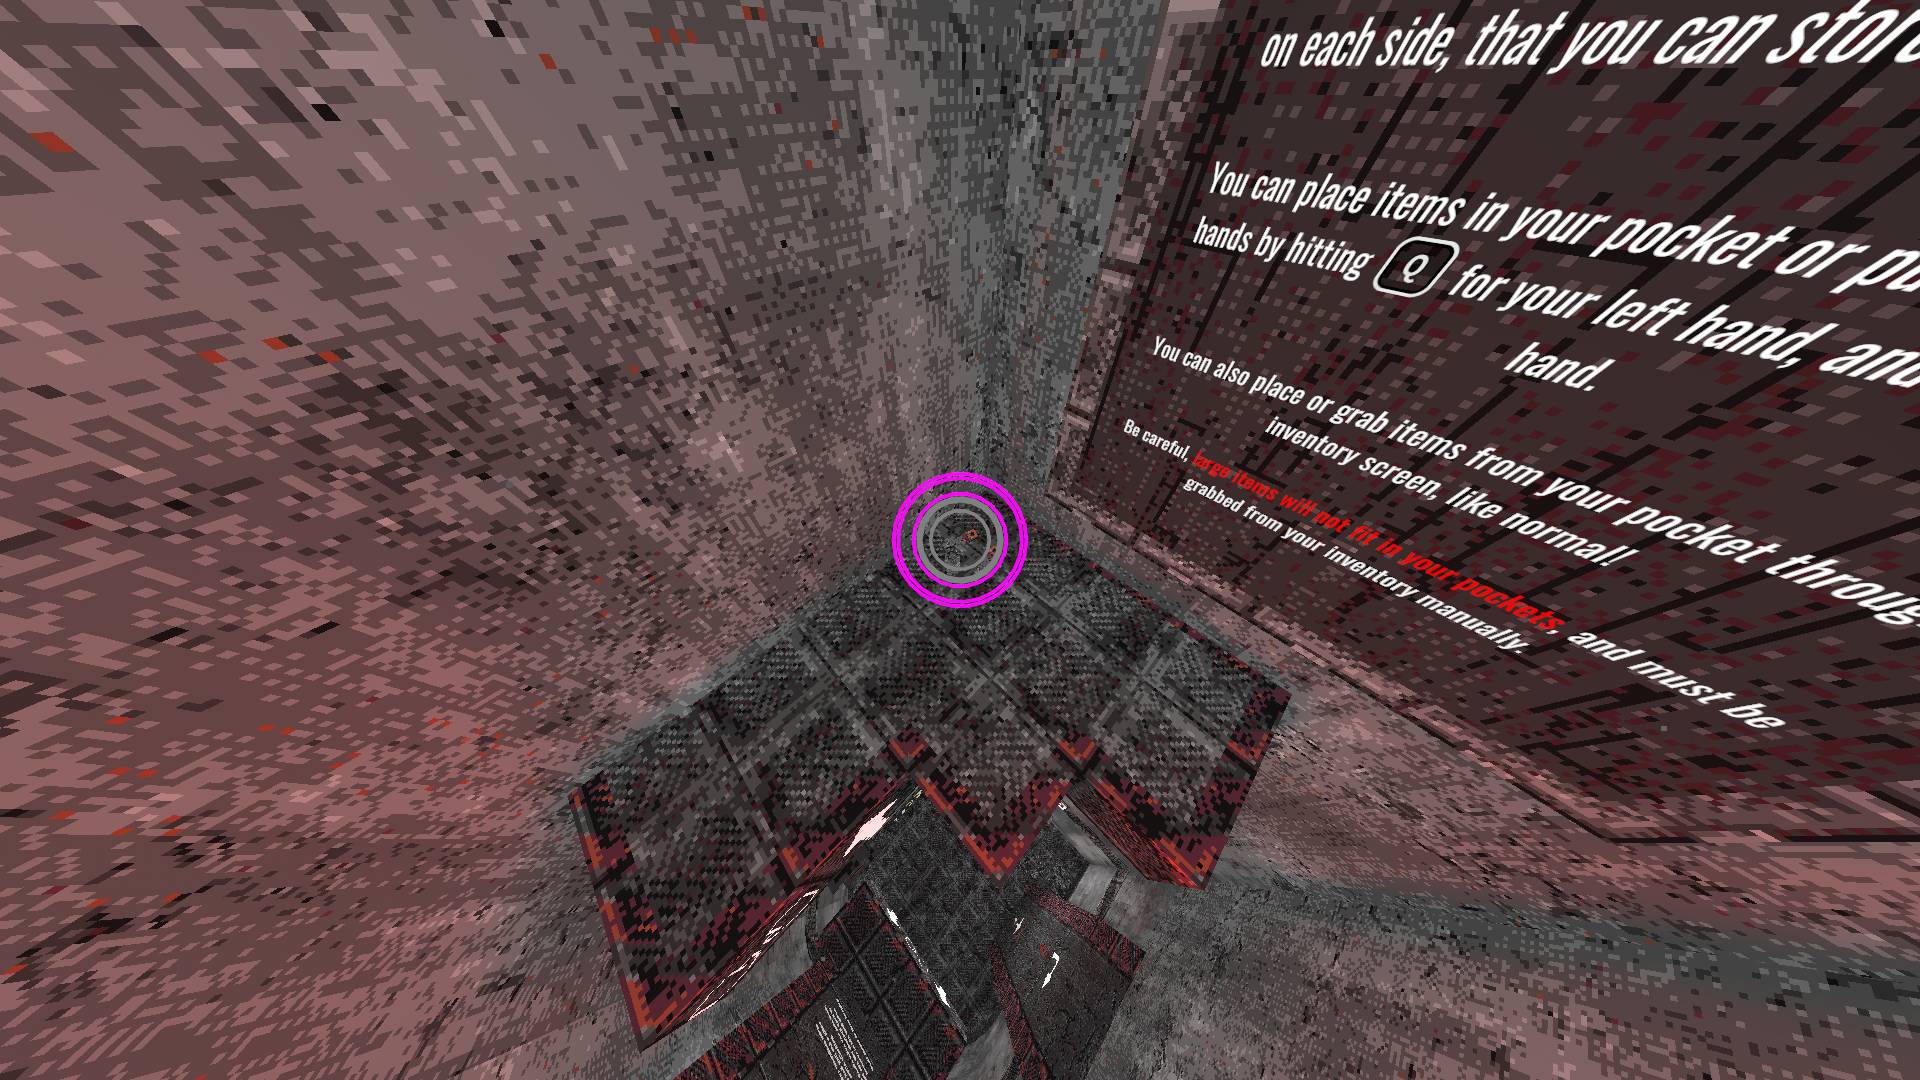 on each side, that you can
You can place items in your pocket or
hands by hitting Q for your left hand, and
hand.
You can also place or grab items from your pocket
inventory screen, like normal!!
Be careful, large items will not fit in your pockets, and must be
grabbed from your inventory manually.